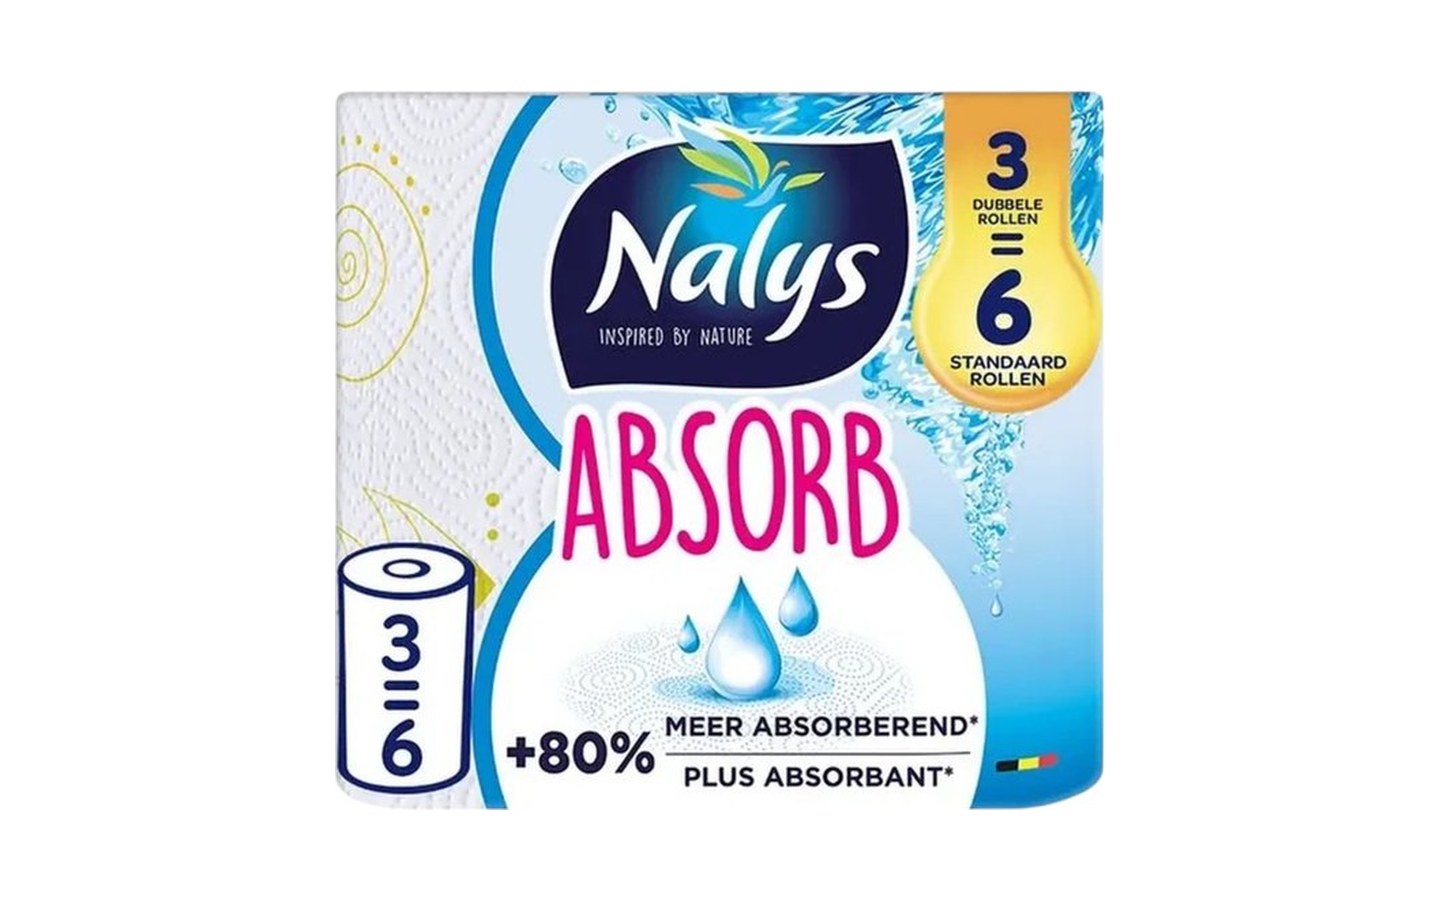 Nalys
INSPIRED BY NATURE
3
DUBBELE
ROLLEN
=
6
STANDAARD
ROLLEN
ABSORB
3
=
6
+80% MEER ABSORBEREND*
PLUS ABSORBANT*